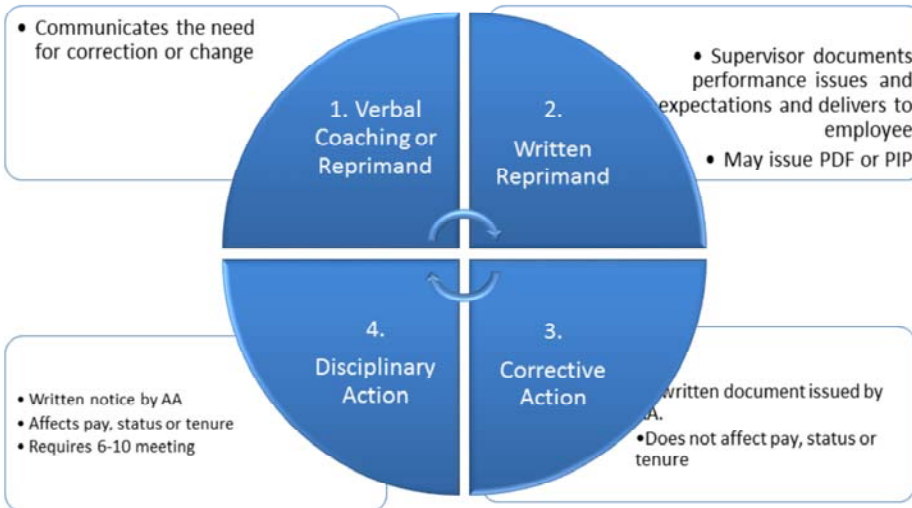 • Communicates the need
for correction or change
1. Verbal
Coaching or
Reprimand
2.
Written
Reprimand
• Supervisor documents
performance issues and
expectations and delivers to
employee
• May issue PDF or PIP
4.
Disciplinary
Action
• Written notice by AA
• Affects pay, status or tenure
• Requires 6-10 meeting
3.
Corrective
Action
written document issued by
•Does not affect pay, status or
tenure